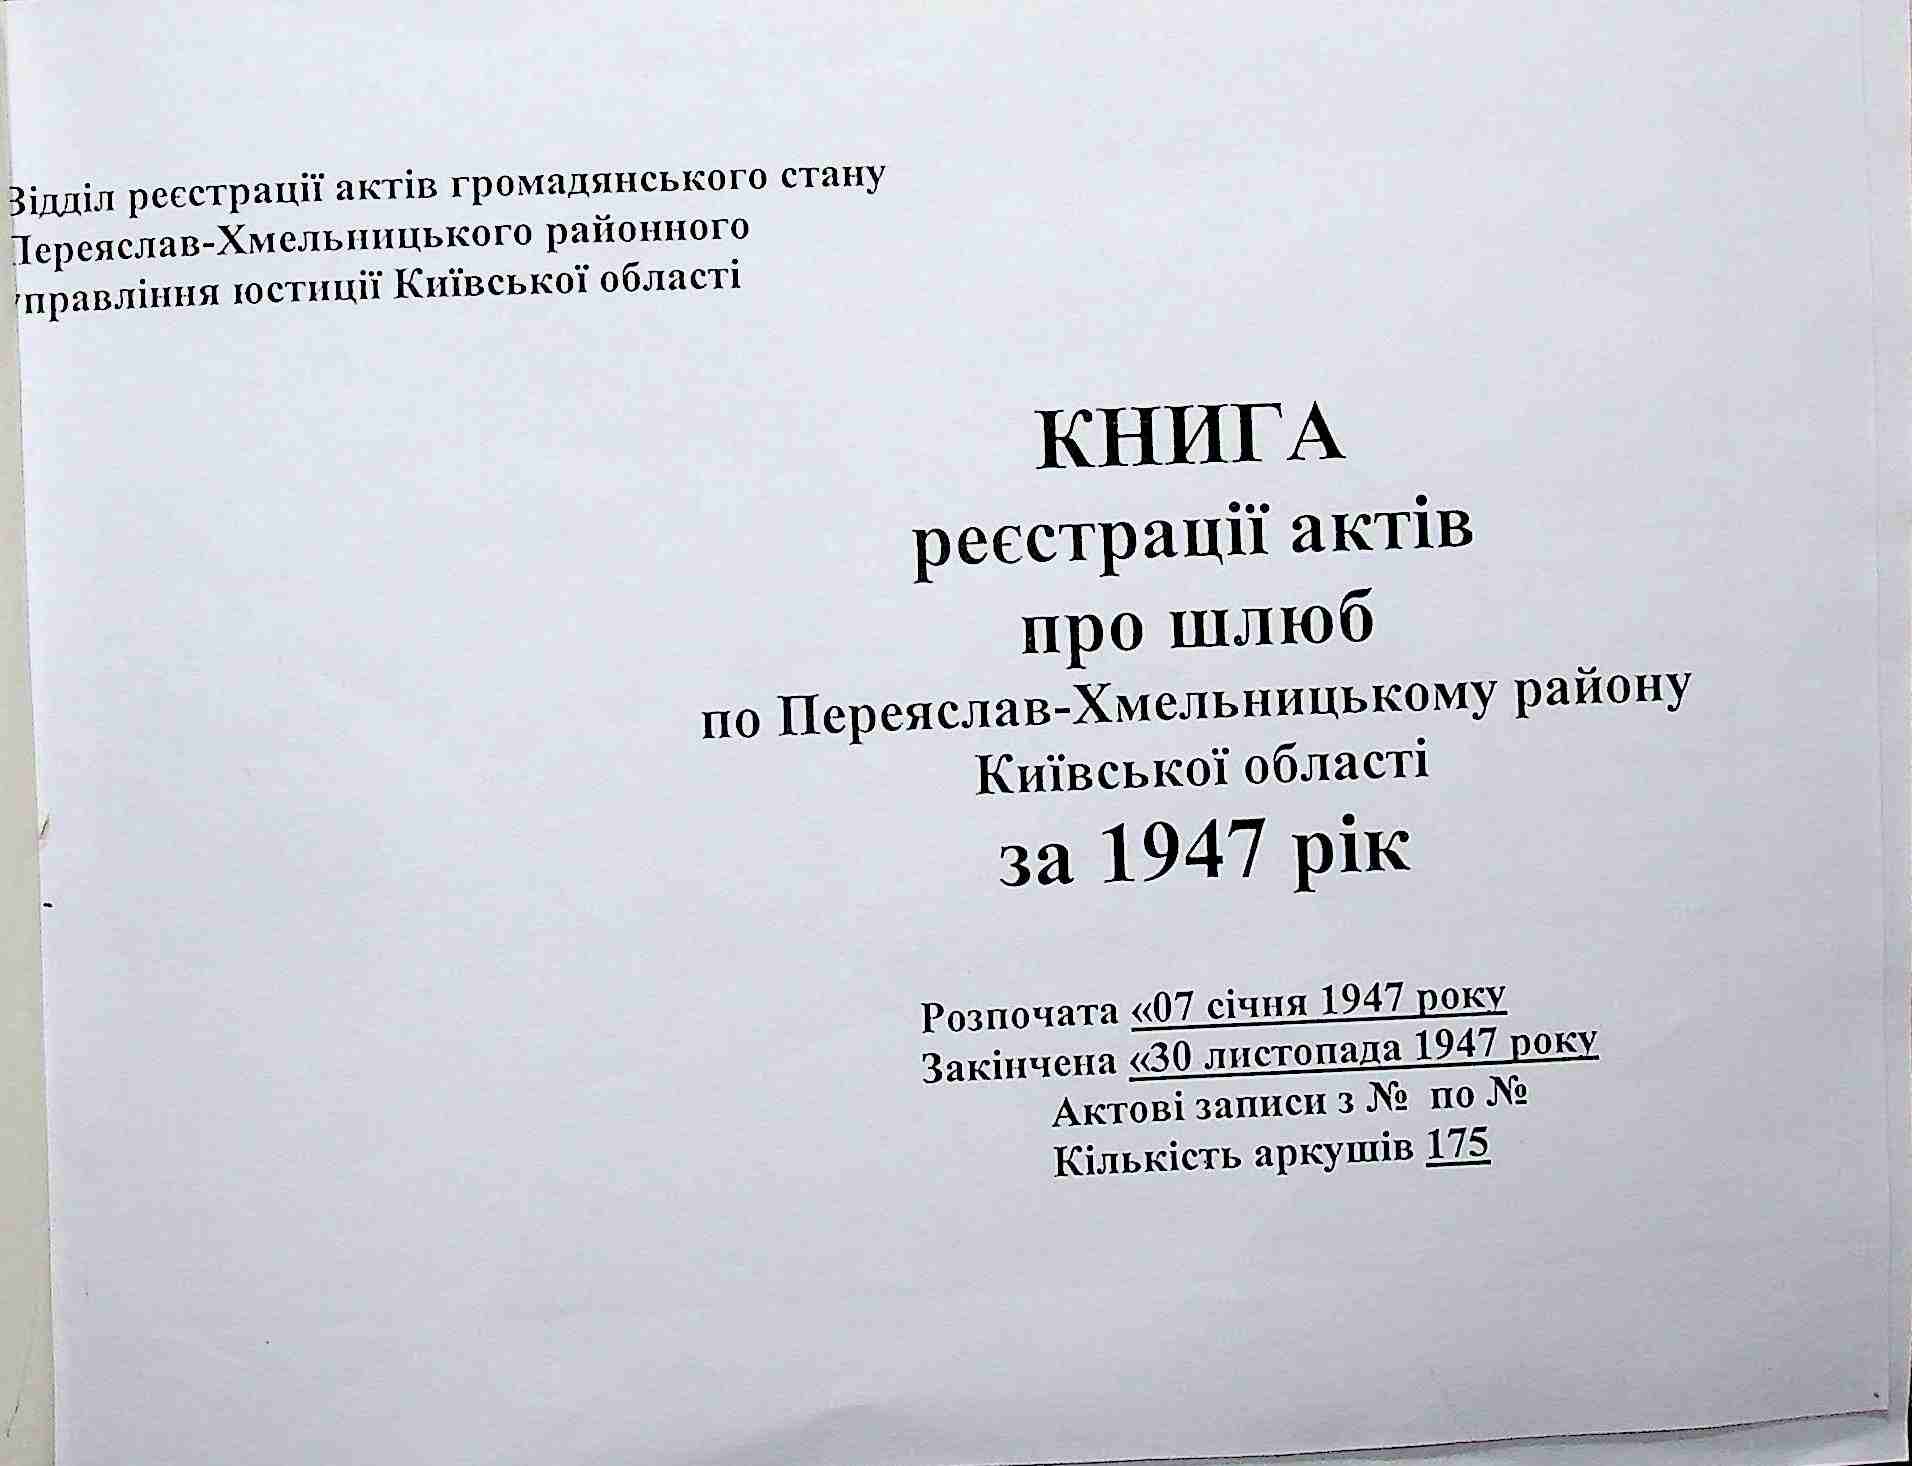 Відділ реєстрації актів громадянського стану
Переяслав-Хмельницького районного
управління юстиції Київської області
КНИГА
реєстрації актів
про шлюб
по Переяслав-Хмельницькому району
Київської області
за 1947 рік
Розпочата «07 січня 1947 року
Закінчена «30 листопада 1947 року
Актові записи з № по №
Кількість аркушів 175